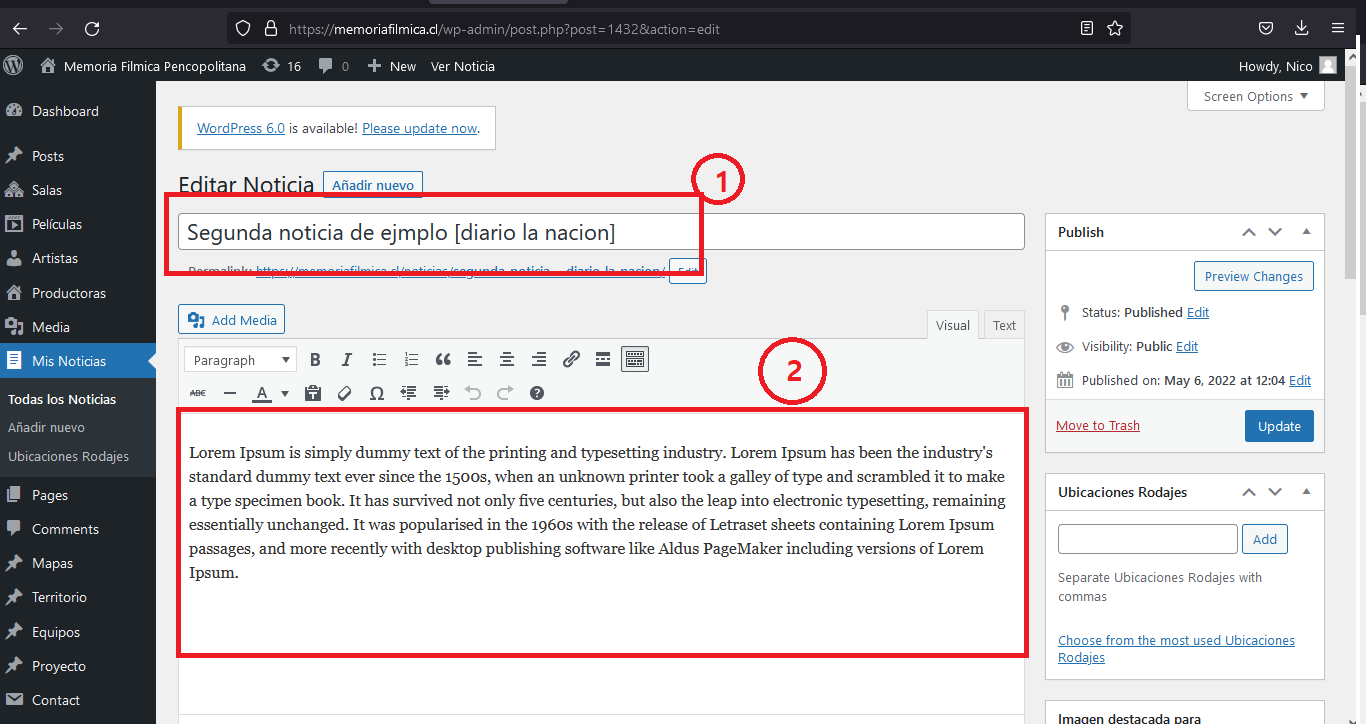 https://memoriafilmica.cl/wp-admin/post.php?post=1432&action=edit
Memoria Filmica Pencopolitana 16 0 New Ver Noticia Howdy, Nico
Screen Options
Dashboard
Posts
Salas
Películas
Artistas
Productoras
Media
Mis Noticias
Todas los Noticias
Añadir nuevo
Ubicaciones Rodajes
Pages
Comments
Mapas
Territorio
Equipos
Proyecto
Contact
WordPress 6.0 is available! Please update now.
Editar Noticia Añadir nuevo
1
Segunda noticia de ejmplo [diario la nacion]
Permalink: https://memoriafilmica.cl/noticias/segunda-noticia-...-diario-la-nacion/ Edit
Add Media
Visual Text
Paragraph B I
ABC A Ω
2
Lorem Ipsum is simply dummy text of the printing and typesetting industry. Lorem Ipsum has been the industry's
standard dummy text ever since the 1500s, when an unknown printer took a galley of type and scrambled it to make
a type specimen book. It has survived not only five centuries, but also the leap into electronic typesetting, remaining
essentially unchanged. It was popularised in the 1960s with the release of Letraset sheets containing Lorem Ipsum
passages, and more recently with desktop publishing software like Aldus PageMaker including versions of Lorem
Ipsum.
Publish
Preview Changes
Status: Published Edit
Visibility: Public Edit
Published on: May 6, 2022 at 12:04 Edit
Move to Trash Update
Ubicaciones Rodajes
Add
Separate Ubicaciones Rodajes with
commas
Choose from the most used Ubicaciones
Rodajes
Imagen destacada para